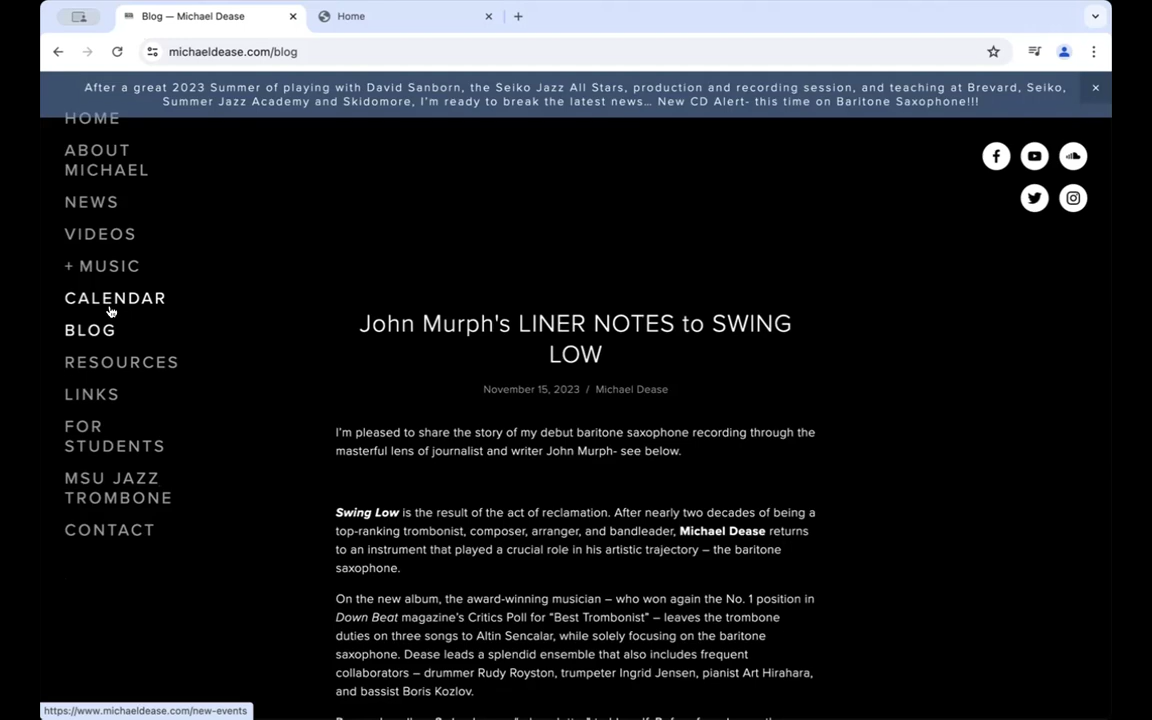 Blog — Michael Dease
Home
michaeldease.com/blog
After a great 2023 Summer of playing with David Sanborn, the Seiko Jazz All Stars, production and recording session, and teaching at Brevard, Seiko,
Summer Jazz Academy and Skidomore, I'm ready to break the latest news... New CD Alert- this time on Baritone Saxophone!!!
HOME
ABOUT
MICHAEL
NEWS
VIDEOS
+ MUSIC
CALENDAR
BLOG
RESOURCES
LINKS
FOR
STUDENTS
MSU JAZZ
TROMBONE
CONTACT
John Murph's LINER NOTES to SWING
LOW
November 15, 2023 / Michael Dease
I'm pleased to share the story of my debut baritone saxophone recording through the
masterful lens of journalist and writer John Murph- see below.
Swing Low is the result of the act of reclamation. After nearly two decades of being a
top-ranking trombonist, composer, arranger, and bandleader, Michael Dease returns
to an instrument that played a crucial role in his artistic trajectory – the baritone
saxophone.
On the new album, the award-winning musician – who won again the No. 1 position in
Down Beat magazine's Critics Poll for “Best Trombonist” – leaves the trombone
duties on three songs to Altin Sencalar, while solely focusing on the baritone
saxophone. Dease leads a splendid ensemble that also includes frequent
collaborators – drummer Rudy Royston, trumpeter Ingrid Jensen, pianist Art Hirahara,
and bassist Boris Kozlov.
https://www.michaeldease.com/new-events